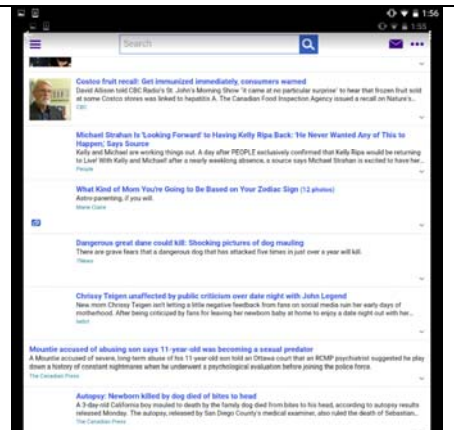 1:56
1:55
Search
Costco fruit recall: Get immunized immediately, consumers warned
David Allison told CBC Radio's St. John's Morning Show 'it came at no particular surprise' to hear that frozen fruit sold
at some Costco stores was linked to hepatitis A. The Canadian Food Inspection Agency issued a recall on Nature's...
CBC
Michael Strahan Is 'Looking Forward' to Having Kelly Ripa Back: 'He Never Wanted Any of This to
Happen,' Says Source
Kelly and Michael are working things out. A day after PEOPLE exclusively confirmed that Kelly Ripa would be returning
to Live! With Kelly and Michael! after a nearly weeklong absence, a source says Michael Strahan is excited to have her...
People
What Kind of Mom You're Going to Be Based on Your Zodiac Sign (12 photos)
Astro-parenting, if you will.
Marie Claire
Dangerous great dane could kill: Shocking pictures of dog mauling
There are grave fears that a dangerous dog that has attacked five times in just over a year will kill.
Chrissy Teigen unaffected by public criticism over date night with John Legend
New mom Chrissy Teigen isn't letting a little negative feedback from fans on social media ruin her early days of
motherhood. After being criticized by fans for leaving her newborn baby at home to enjoy a date night out with her...
Mountie accused of abusing son says 11-year-old was becoming a sexual predator
A Mountie accused of severe, long-term abuse of his 11-year-old son told an Ottawa court that an RCMP psychiatrist suggested he play
down a history of constant nightmares when he underwent a psychological evaluation before joining the police force.
The Canadian Press
Autopsy: Newborn killed by dog died of bites to head
A 3-day-old California boy mauled to death by the family dog died from bites to his head, according to autopsy results
released Monday. The autopsy, released by San Diego County's medical examiner, also ruled the death of Sebastian...
The Canadian Press